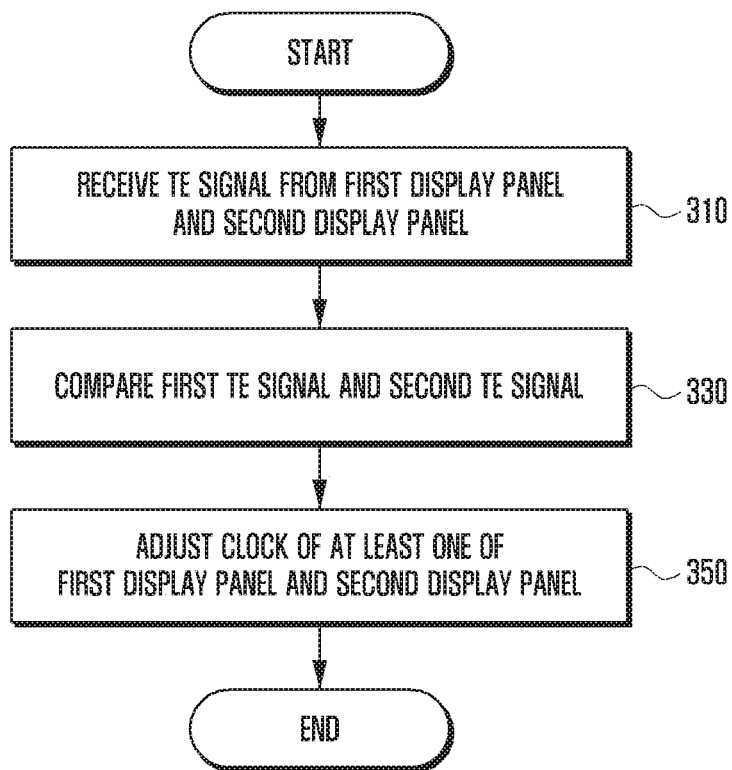 START
RECEIVE TE SIGNAL FROM FIRST DISPLAY PANEL
AND SECOND DISPLAY PANEL
310
COMPARE FIRST TE SIGNAL AND SECOND TE SIGNAL
330
ADJUST CLOCK OF AT LEAST ONE OF
FIRST DISPLAY PANEL AND SECOND DISPLAY PANEL
350
END